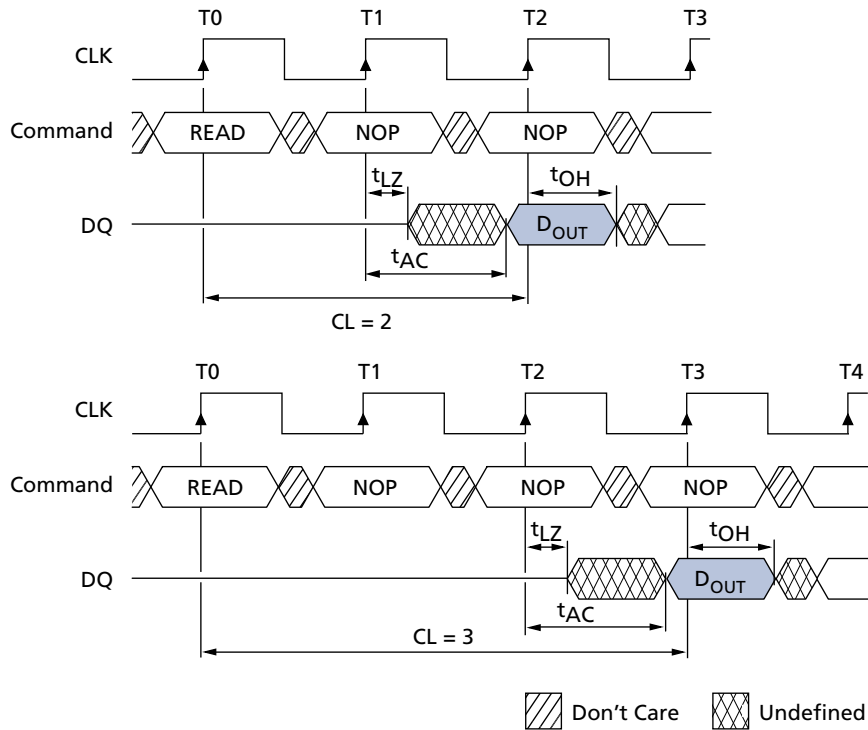 T0 T1 T2 T3
CLK
Command READ NOP NOP
tLZ tOH
DQ DOUT
tAC
CL = 2
T0 T1 T2 T3 T4
CLK
Command READ NOP NOP NOP
tLZ tOH
DQ DOUT
tAC
CL = 3
Don't Care Undefined